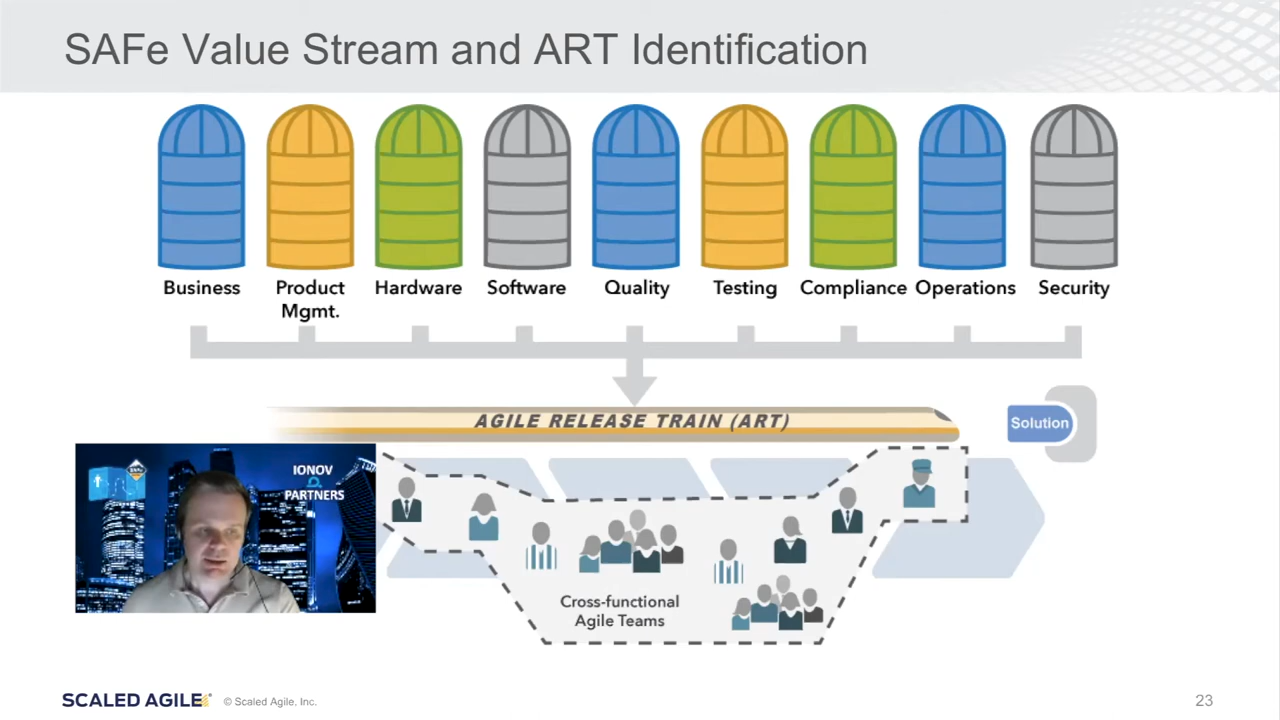 SAFe Value Stream and ART Identification
Business
Product
Mgmt.
Hardware
Software
Quality
Testing
Compliance
Operations
Security
AGILE RELEASE TRAIN (ART)
Solution
IONOV
PARTNERS
Cross-functional
Agile Teams
SCALED AGILE
© Scaled Agile, Inc.
23